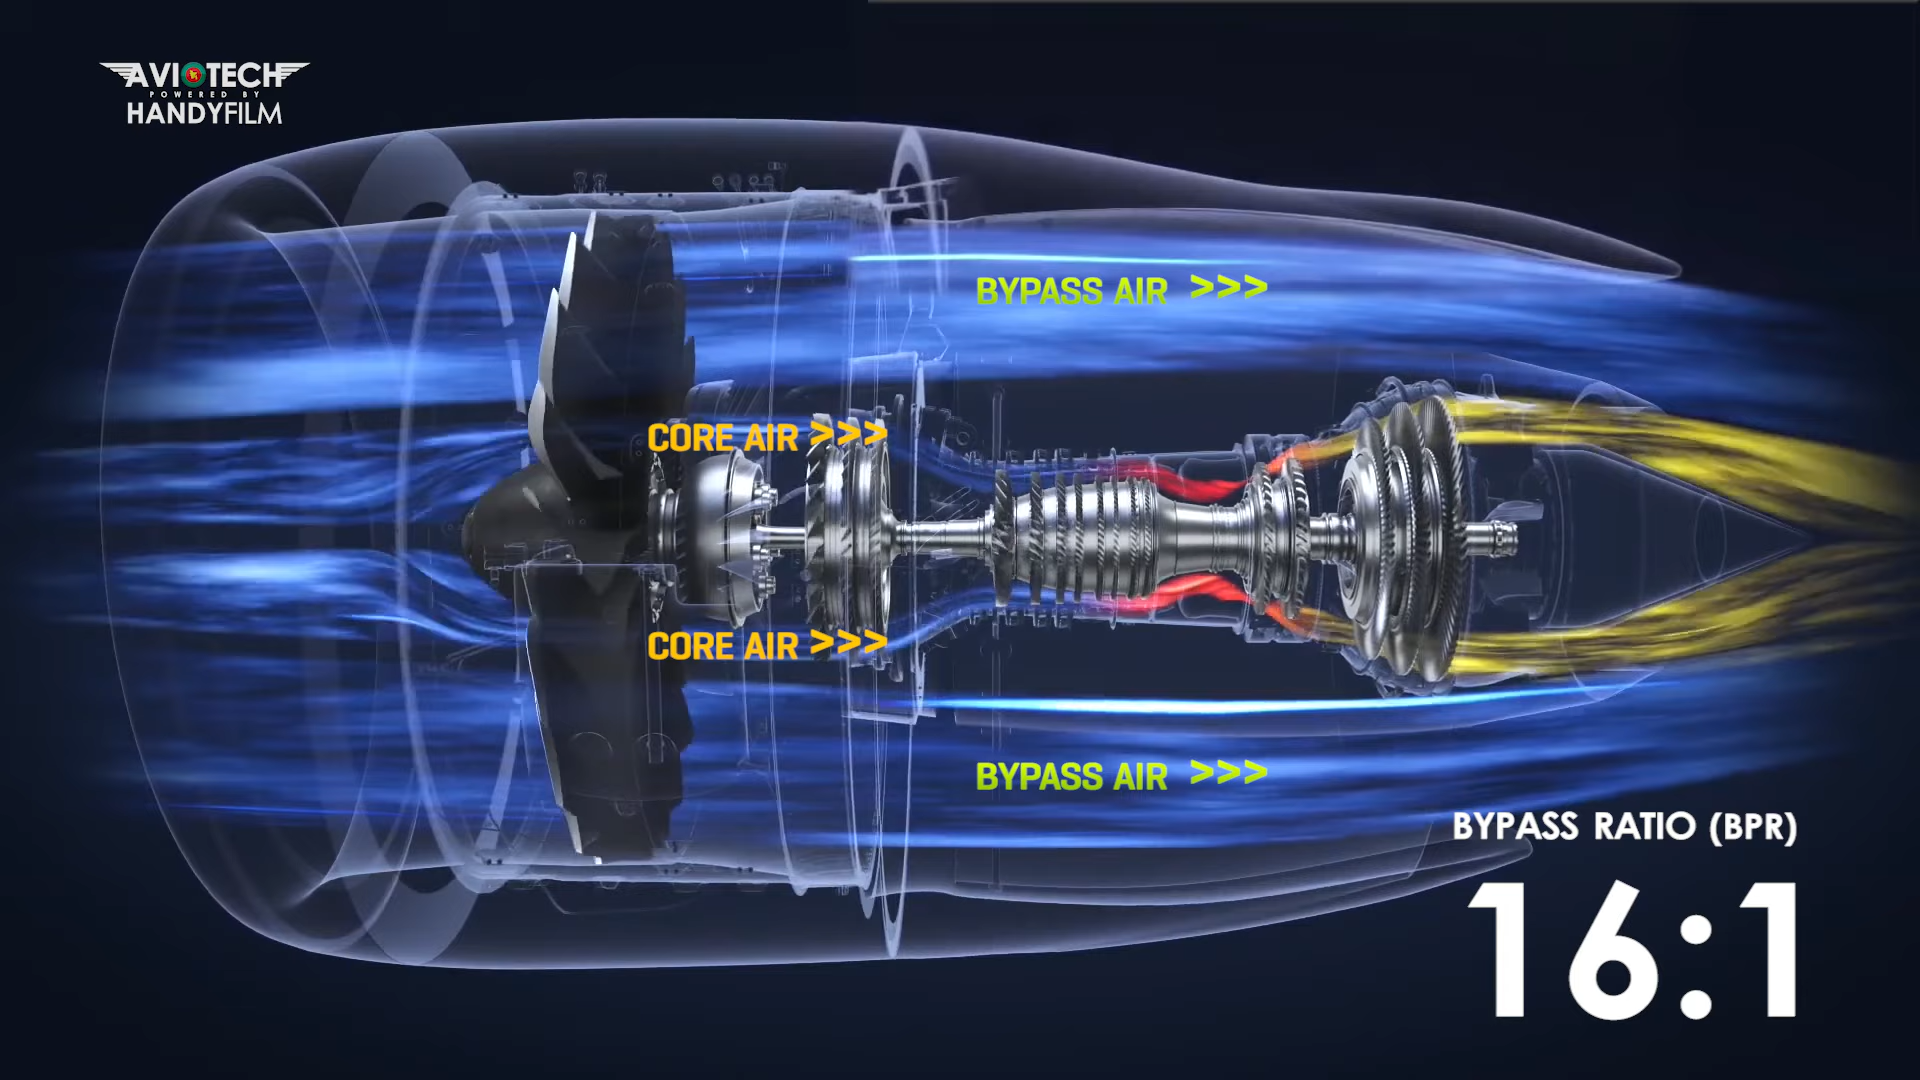 AVIOTECH
POWERED BY
HANDYFILM
BYPASS AIR >>>
CORE AIR >>>
CORE AIR >>>
BYPASS AIR >>>
BYPASS RATIO (BPR)
16:1